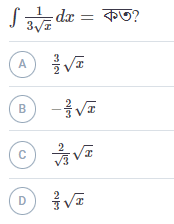 ∫ 1/(3√x) dx = কত?
A 3/2 √x
B −2/3 √x
C 2/√3 √x
D 2/3 √x